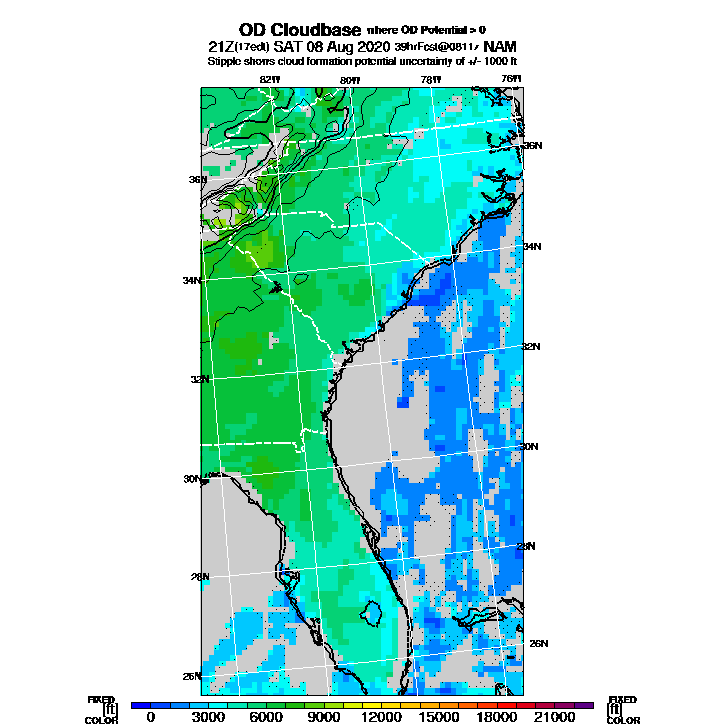 OD Cloudbase where OD Potential > 0
21Z(17edt) SAT 08 Aug 2020 39hrFcst@0811z NAM
Stipple shows cloud formation potential uncertainty of +/- 1000 ft
82W 80W 78W 76W
36N 36N
34N 34N
32N 32N
30N 30N
28N 28N
26N 26N
FIXED FIXED
[ft] [ft]
COLOR COLOR
0 3000 6000 9000 12000 15000 18000 21000